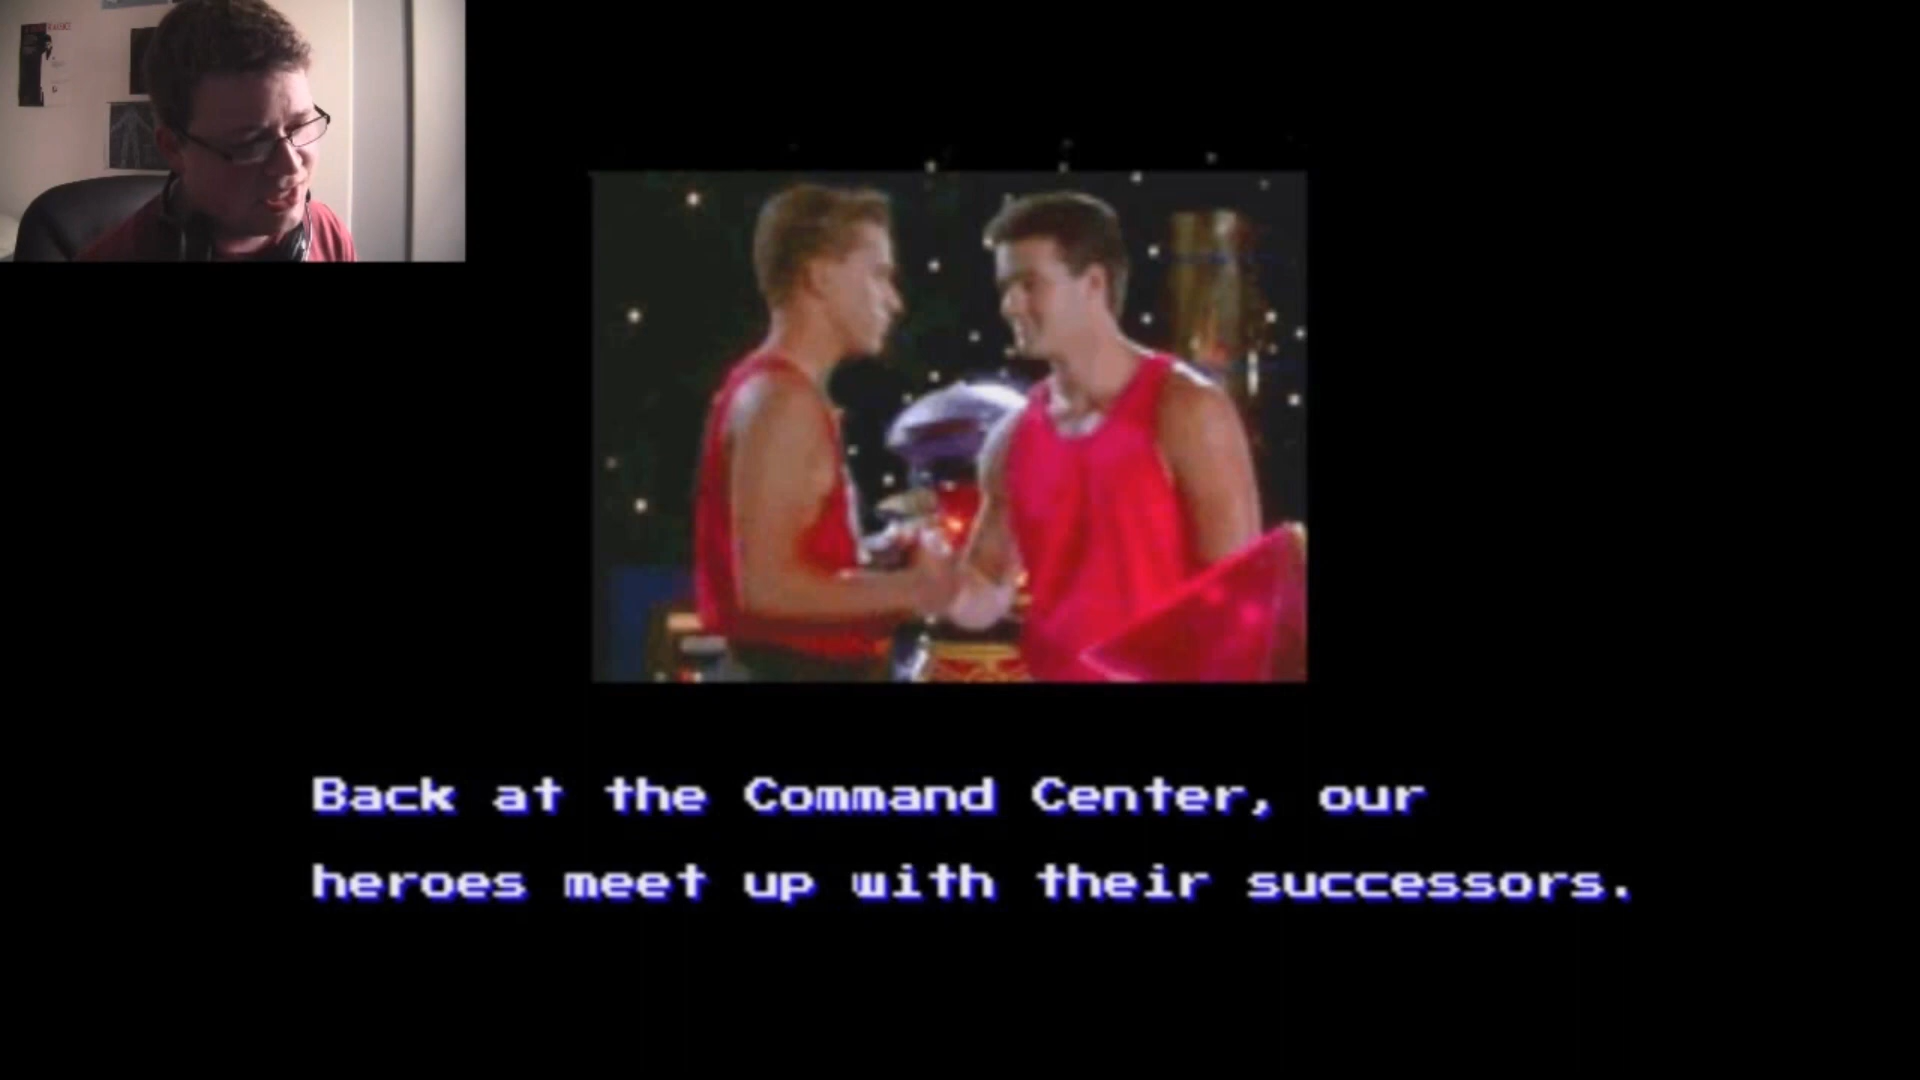 Back at the Command Center, our
heroes meet up with their successors.